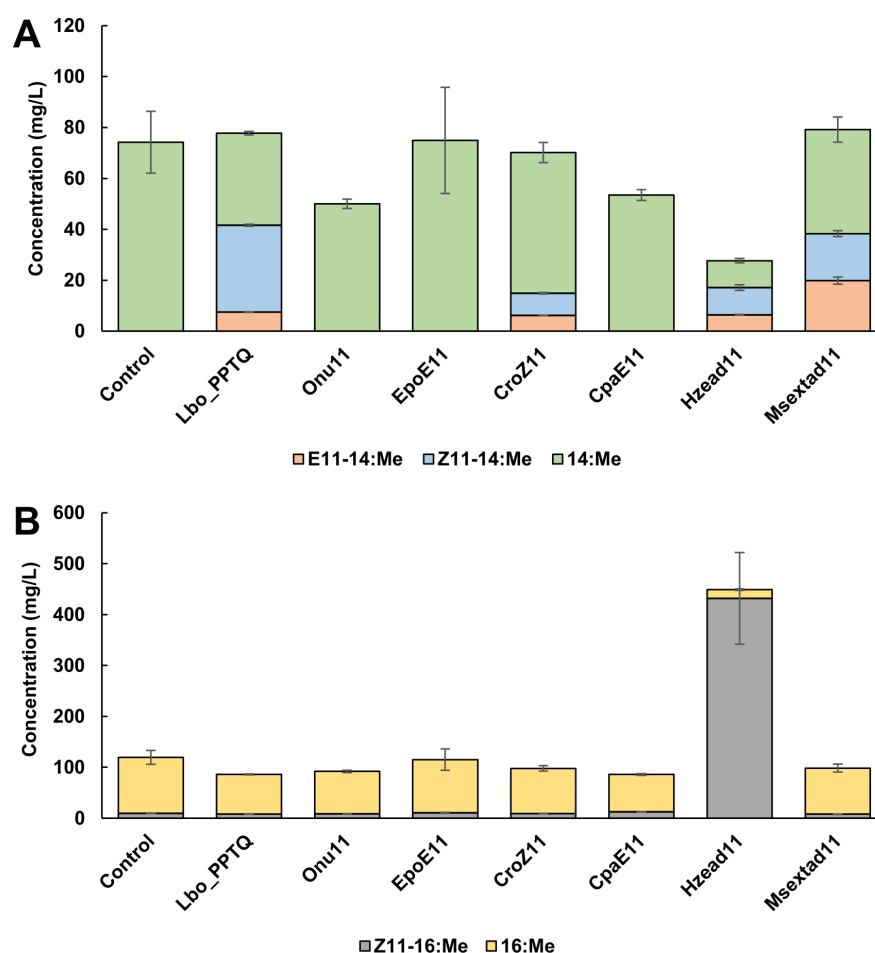 A
Concentration (mg/L)
120
100
80
60
40
20
0
Control
Lbo_PPTQ
Onu11
EpoE11
CroZ11
CpaE11
Hzead11
Msextad11
E11-14:Me Z11-14:Me 14:Me
B
Concentration (mg/L)
600
500
400
300
200
100
0
Control
Lbo_PPTQ
Onu11
EpoE11
CroZ11
CpaE11
Hzead11
Msextad11
Z11-16:Me 16:Me